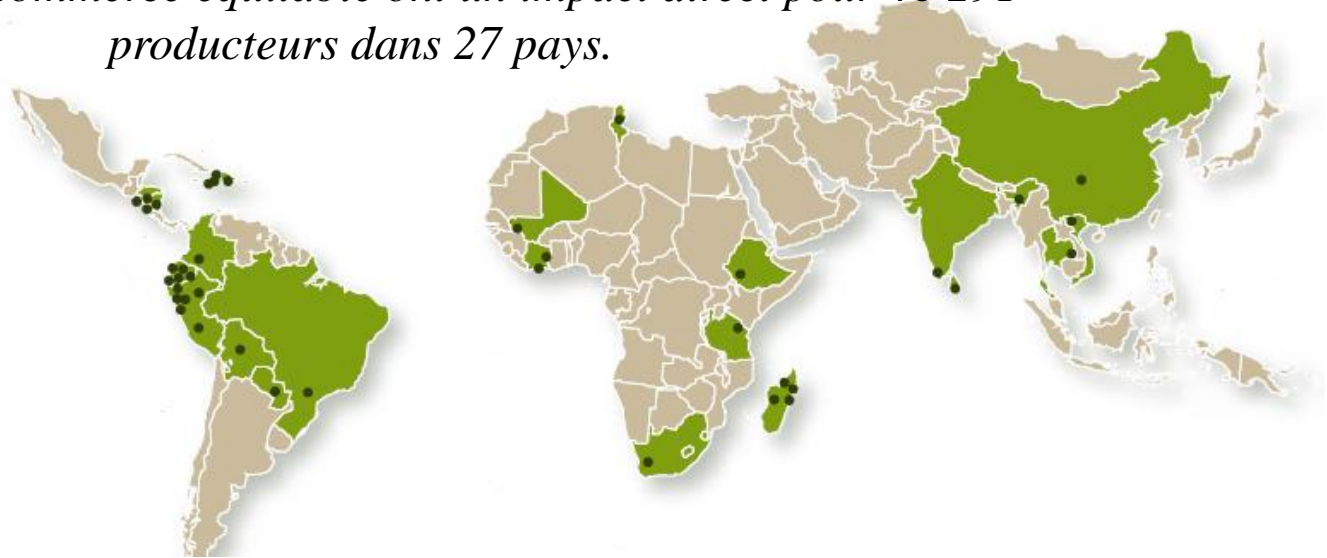 équitable ont un impact direct pour
producteurs dans 27 pays.